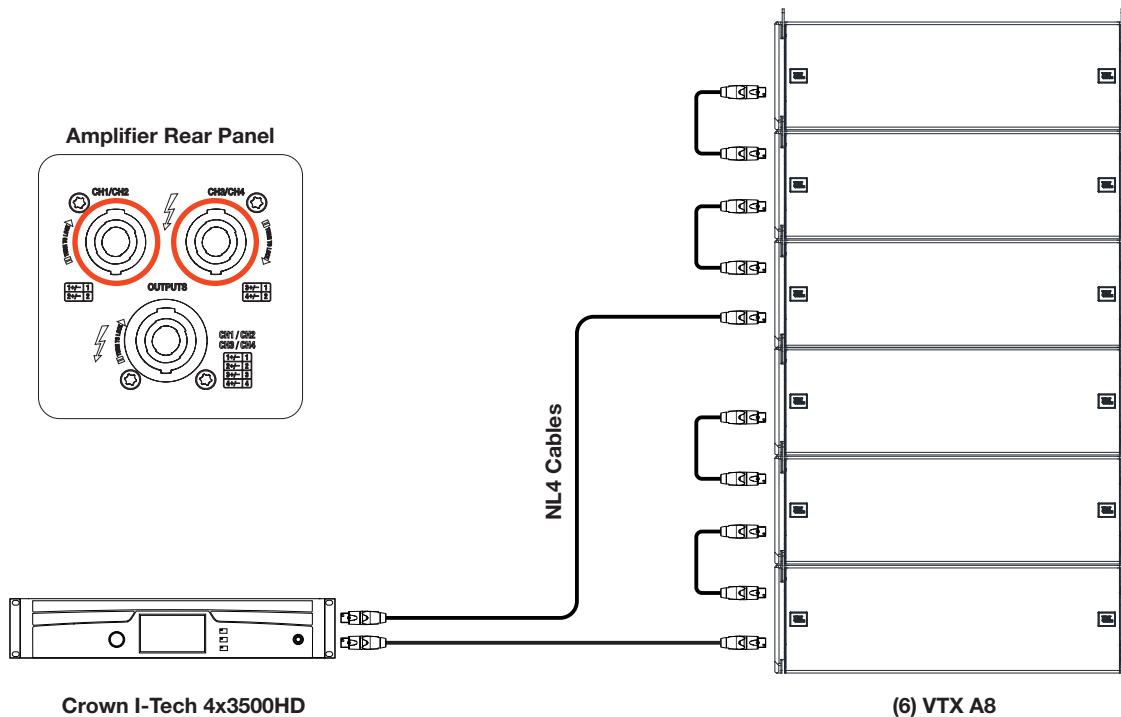 Amplifier Rear Panel
CH1/CH2
CH3/CH4
1+/- 1
2+/- 2
OUTPUTS
3+/- 1
4+/- 2
CH1 / CH2
CH3 / CH4
1+/- 1
2+/- 2
3+/- 3
4+/- 4
NL4 Cables
Crown I-Tech 4x3500HD
(6) VTX A8